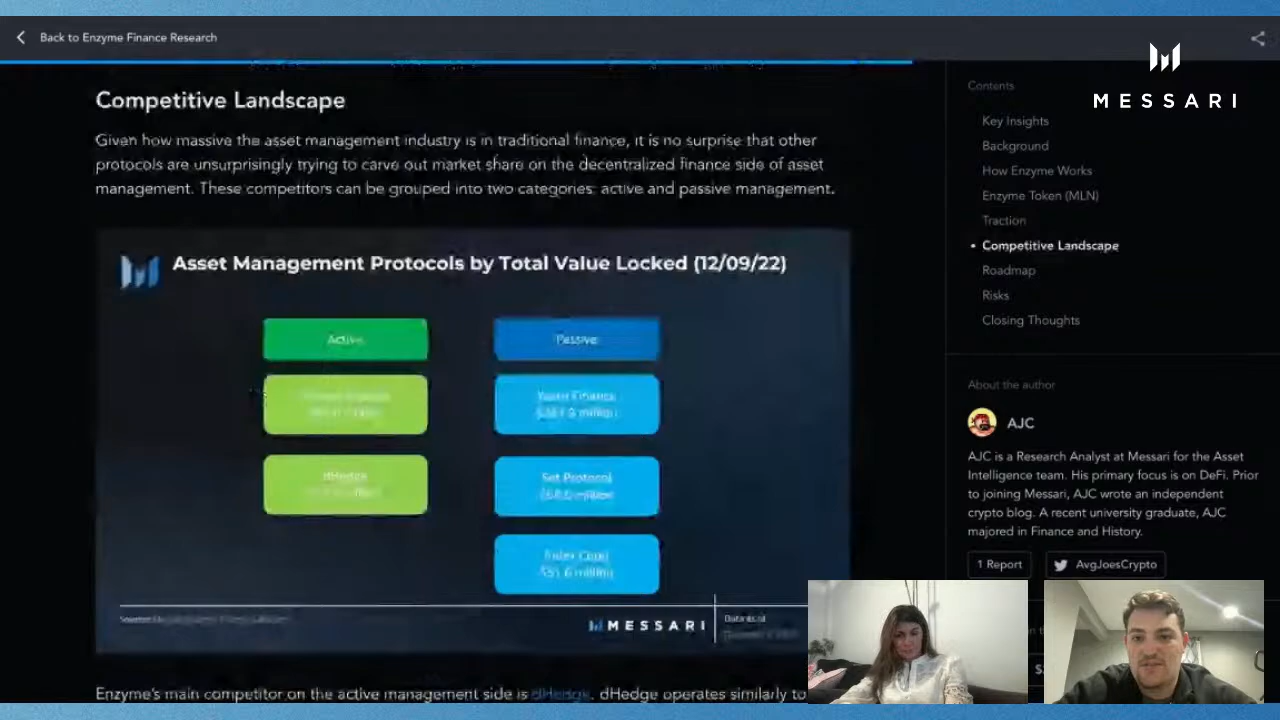 Back to Enzyme Finance Research
MESSARI
Competitive Landscape
Given how massive the asset management industry is in traditional finance, it is no surprise that other
protocols are unsurprisingly trying to carve out market share on the decentralized finance side of asset
management. These competitors can be grouped into two categories: active and passive management.
Asset Management Protocols by Total Value Locked (12/09/22)
Active
Passive
Yearn Finance
million
dHedge
Set Protocol
million
Index Coop
million
MESSARI
Data as of
Enzyme's main competitor on the active management side is dHedge. dHedge operates similarly to
Contents
Key Insights
Background
How Enzyme Works
Enzyme Token (MLN)
Traction
• Competitive Landscape
Roadmap
Risks
Closing Thoughts
About the author
AJC
AJC is a Research Analyst at Messari for the Asset
Intelligence team. His primary focus is on DeFi. Prior
to joining Messari, AJC wrote an independent
crypto blog. A recent university graduate, AJC
majored in Finance and History.
1 Report
AvgJoesCrypto